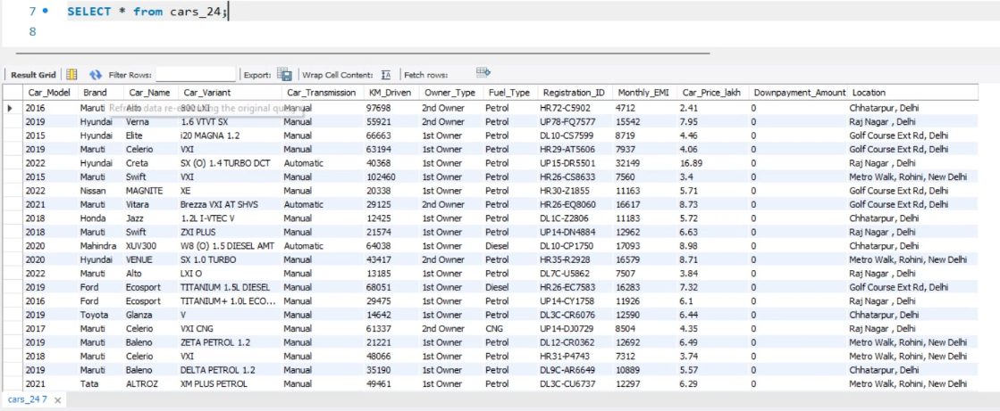 7 SELECT * from cars_24;
8
Result Grid Filter Rows: Export: Wrap Cell Content: Fetch rows:
Car_Model Brand Car_Name Car_Variant Car_Transmission KM_Driven Owner_Type Fuel_Type Registration_ID Monthly_EMI Car_Price_lakh Downpayment_Amount Location
2016 Maruti Alto 800 LXI Manual 97698 2nd Owner Petrol HR72-C5902 4712 2.41 0 Chhatarpur, Delhi
Refresh data re-executing the original query
2019 Hyundai Verna 1.6 VTVT SX Manual 55921 2nd Owner Petrol UP78-FQ7577 15542 7.95 0 Raj Nagar , Delhi
2015 Hyundai Elite i20 MAGNA 1.2 Manual 66663 1st Owner Petrol DL10-CS7599 8719 4.46 0 Golf Course Ext Rd, Delhi
2019 Maruti Celerio VXI Manual 63194 1st Owner Petrol HR29-AT5606 7937 4.06 0 Golf Course Ext Rd, Delhi
2022 Hyundai Creta SX (O) 1.4 TURBO DCT Automatic 40368 1st Owner Petrol UP15-DR5501 32149 16.89 0 Raj Nagar , Delhi
2015 Maruti Swift VXI Manual 102460 1st Owner Petrol HR26-CS8633 7560 3.4 0 Metro Walk, Rohini, New Delhi
2022 Nissan MAGNITE XE Manual 20338 1st Owner Petrol HR30-Z1855 11163 5.71 0 Golf Course Ext Rd, Delhi
2021 Maruti Vitara Brezza VXI AT SHVS Automatic 29125 2nd Owner Petrol HR26-EQ8060 16617 8.73 0 Golf Course Ext Rd, Delhi
2018 Honda Jazz 1.2L I-VTEC V Manual 12425 1st Owner Petrol DL1C-Z2806 11183 5.72 0 Chhatarpur, Delhi
2018 Maruti Swift ZXI PLUS Manual 21574 1st Owner Petrol UP14-DN4884 12962 6.63 0 Raj Nagar , Delhi
2020 Mahindra XUV300 W8 (O) 1.5 DIESEL AMT Automatic 64038 1st Owner Diesel DL10-CP1750 17093 8.98 0 Chhatarpur, Delhi
2020 Hyundai VENUE SX 1.0 TURBO Manual 43417 2nd Owner Petrol HR35-R2928 16579 8.71 0 Metro Walk, Rohini, New Delhi
2022 Maruti Alto LXI O Manual 13185 1st Owner Petrol DL7C-U5862 7507 3.84 0 Raj Nagar , Delhi
2019 Ford Ecosport TITANIUM 1.5L DIESEL Manual 68051 1st Owner Diesel HR26-EC7583 16283 7.32 0 Golf Course Ext Rd, Delhi
2016 Ford Ecosport TITANIUM+ 1.0L ECO... Manual 29475 1st Owner Petrol UP14-CY1758 11926 6.1 0 Raj Nagar , Delhi
2019 Toyota Glanza V Manual 14642 1st Owner Petrol DL3C-CR6076 12590 6.44 0 Chhatarpur, Delhi
2017 Maruti Celerio VXI CNG Manual 61337 2nd Owner CNG UP14-DJ0729 8504 4.35 0 Raj Nagar , Delhi
2019 Maruti Baleno ZETA PETROL 1.2 Manual 21221 1st Owner Petrol DL12-CR0362 12692 6.49 0 Metro Walk, Rohini, New Delhi
2018 Maruti Celerio VXI Manual 48066 1st Owner Petrol HR31-P4743 7312 3.74 0 Metro Walk, Rohini, New Delhi
2019 Maruti Baleno DELTA PETROL 1.2 Manual 35190 1st Owner Petrol DL9C-AR6649 10889 5.57 0 Chhatarpur, Delhi
2021 Tata ALTROZ XM PLUS PETROL Manual 49461 1st Owner Petrol DL3C-CU6737 12297 6.29 0 Metro Walk, Rohini, New Delhi
cars_24 7